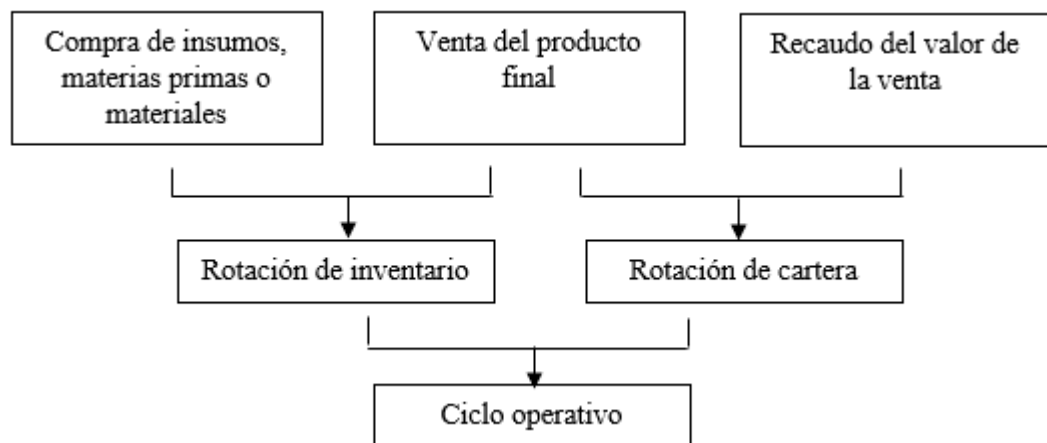 Compra de insumos,
materias primas o
materiales
Venta del producto
final
Recaudo del valor de
la venta
Rotación de inventario
Rotación de cartera
Ciclo operativo